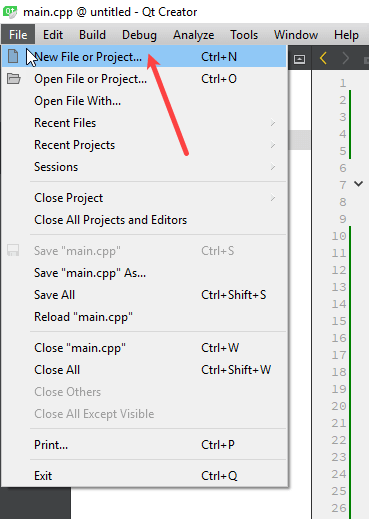 main.cpp @ untitled - Qt Creator
File Edit Build Debug Analyze Tools Window Help
New File or Project... Ctrl+N
Open File or Project... Ctrl+O
Open File With...
Recent Files
Recent Projects
Sessions
Close Project
Close All Projects and Editors
Save "main.cpp" Ctrl+S
Save "main.cpp" As...
Save All Ctrl+Shift+S
Reload "main.cpp"
Close "main.cpp" Ctrl+W
Close All Ctrl+Shift+W
Close Others
Close All Except Visible
Print... Ctrl+P
Exit Ctrl+Q
1
2
3
4
5
6
7
8
9
10
11
12
13
14
15
16
17
18
19
20
21
22
23
24
25
26